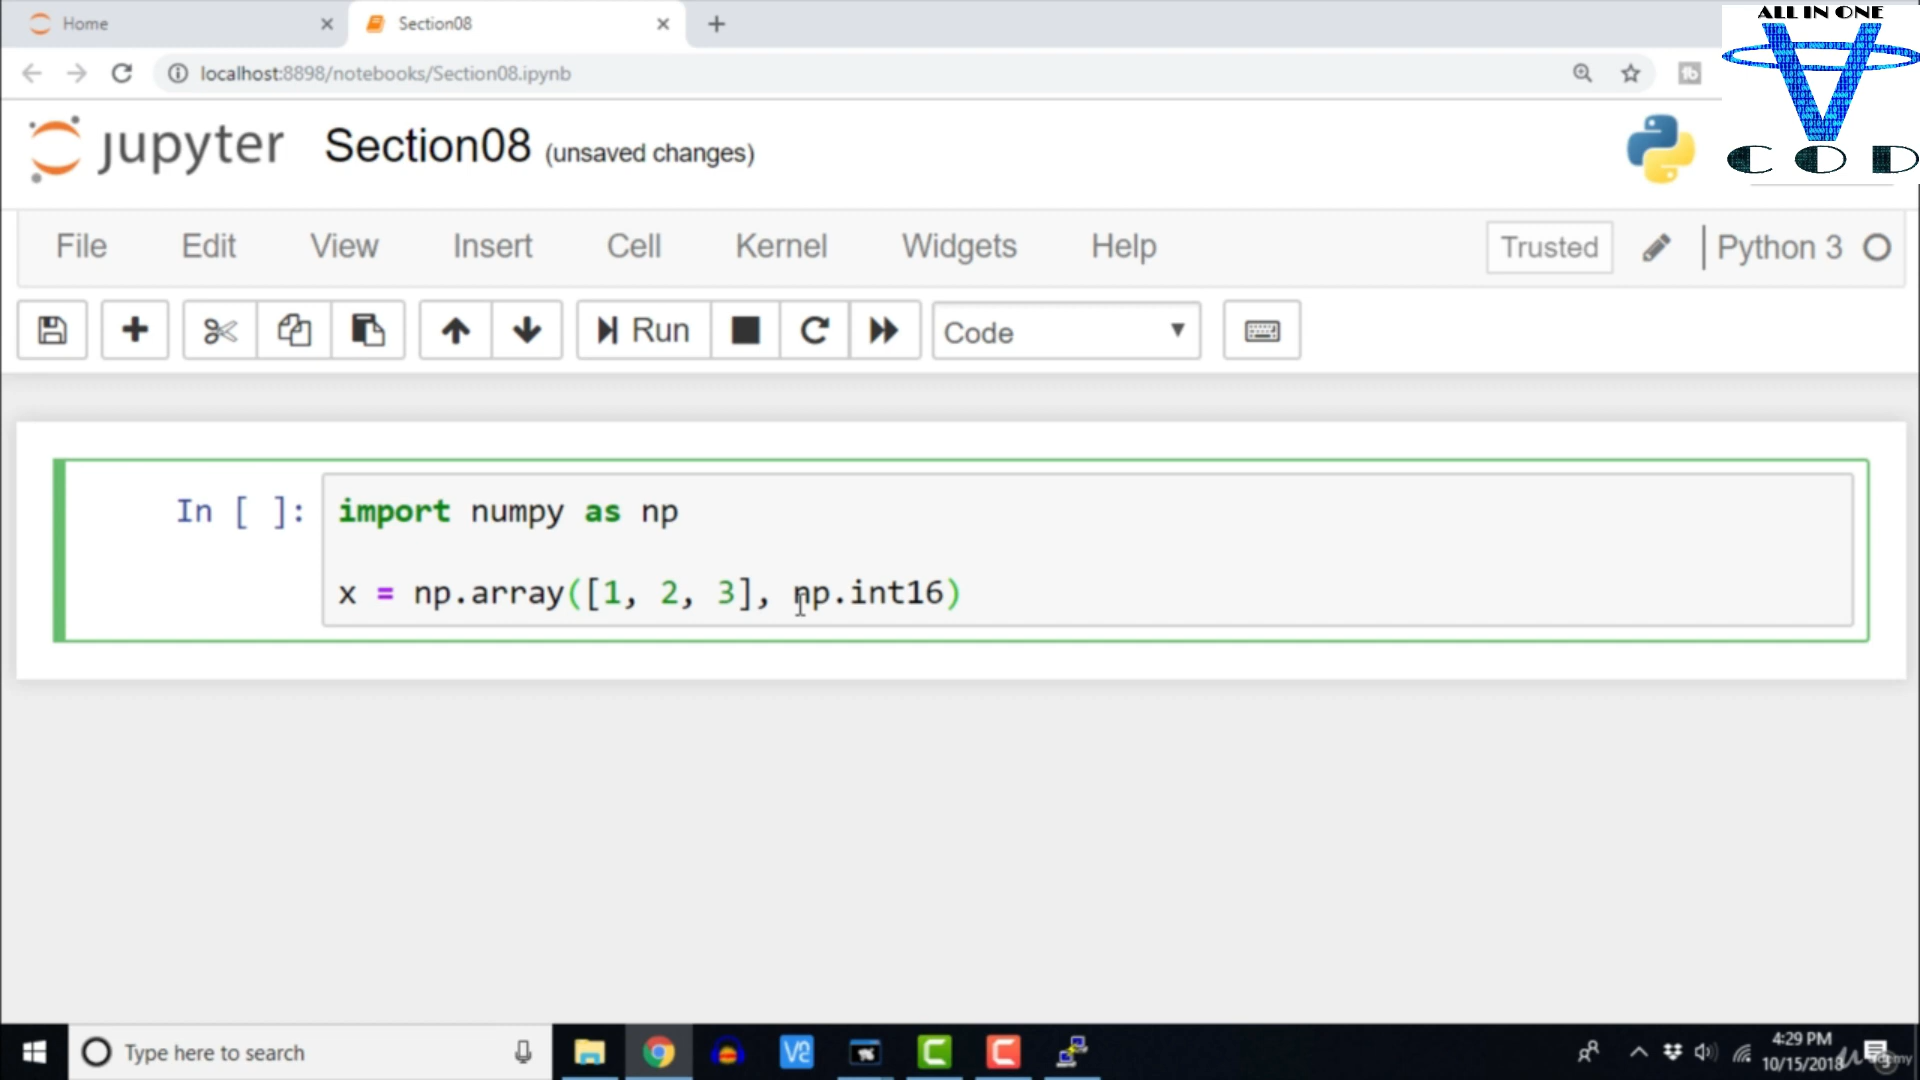 Home
Section08
ALL IN ONE
localhost:8898/notebooks/Section08.ipynb
jupyter Section08 (unsaved changes)
C O D
File Edit View Insert Cell Kernel Widgets Help Trusted Python 3
Run Code
In [ ]: import numpy as np
x = np.array([1, 2, 3], np.int16)
Type here to search
4:29 PM
10/15/2018